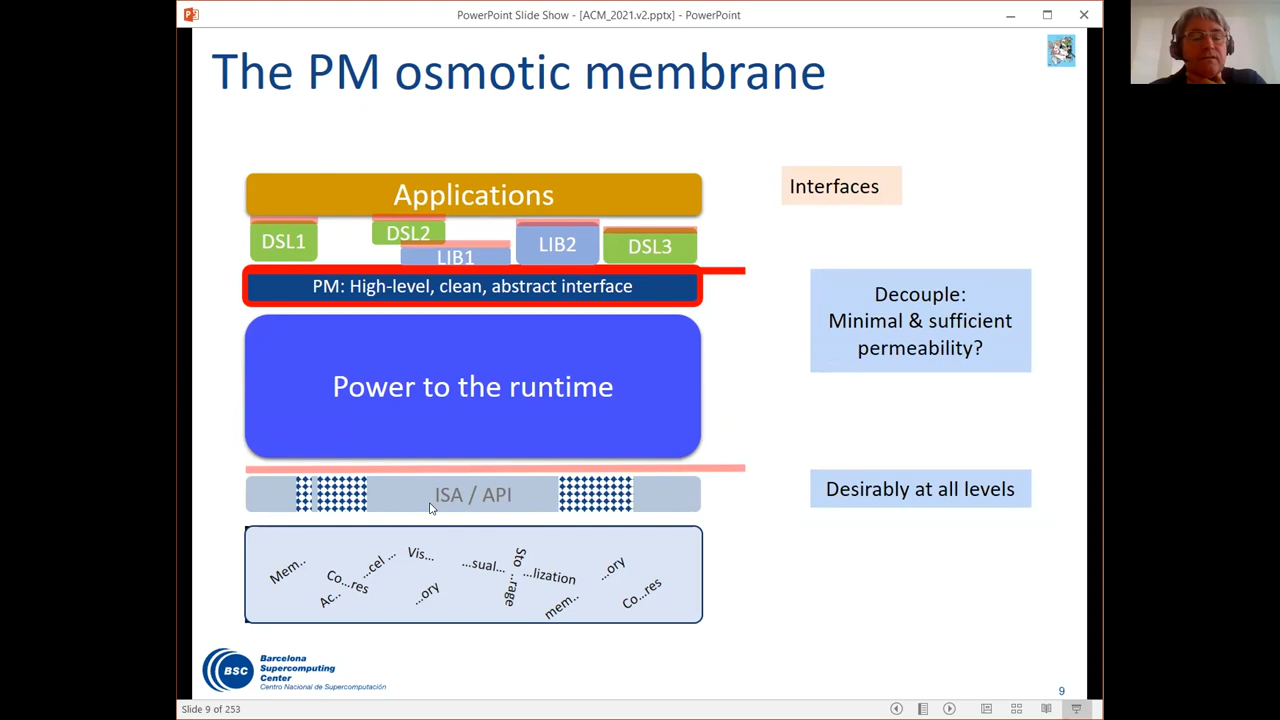 PowerPoint Slide Show - [ACM_2021.v2.pptx] - PowerPoint
The PM osmotic membrane
Applications
Interfaces
DSL1
DSL2
LIB1
LIB2
DSL3
PM: High-level, clean, abstract interface
Decouple:
Minimal & sufficient
permeability?
Power to the runtime
ISA / API
Desirably at all levels
Mem..
Co...res
Ac..
...cel ...
Vis...
...ory
...sual...
Sto
...rage
...lization
mem..
...ory
Co...res
BSC
Barcelona
Supercomputing
Center
Centro Nacional de Supercomputación
9
Slide 9 of 253